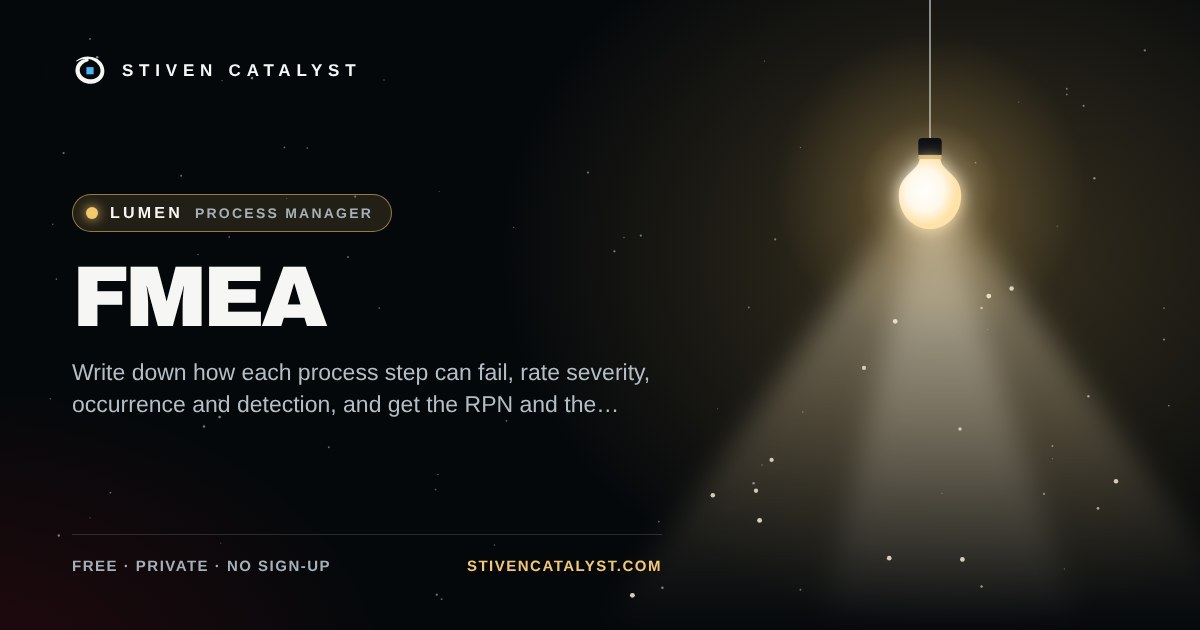 STIVEN CATALYST
LUMEN PROCESS MANAGER
FMEA
Write down how each process step can fail, rate severity,
occurrence and detection, and get the RPN and the…
FREE · PRIVATE · NO SIGN-UP
STIVENCATALYST.COM